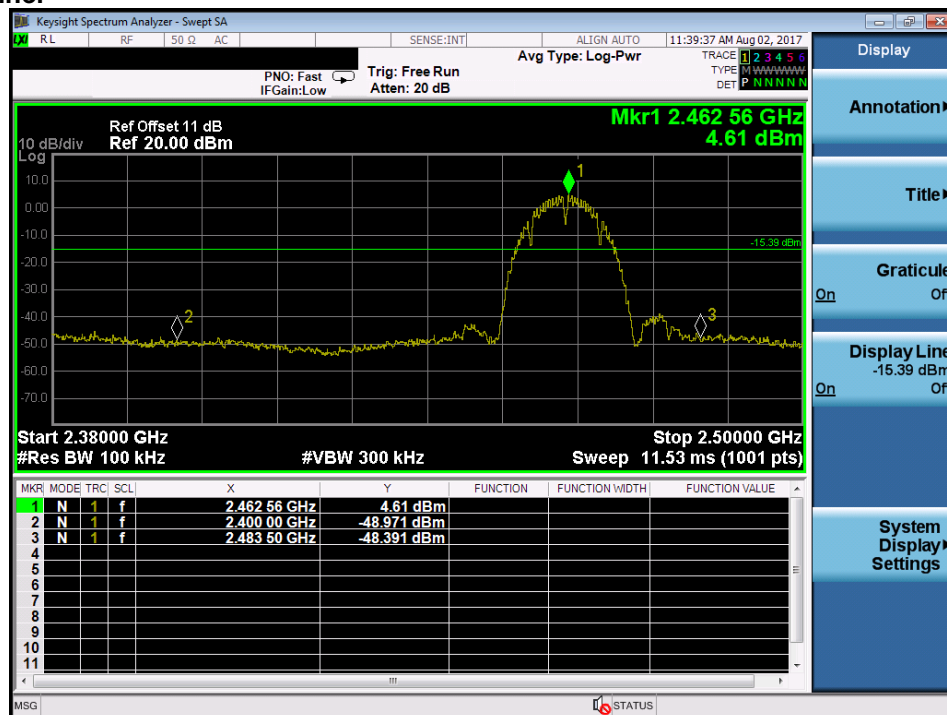 Keysight Spectrum Analyzer - Swept SA
LXI RL RF 50 Ω AC SENSE:INT ALIGN AUTO 11:39:37 AM Aug 02, 2017
PNO: Fast IFGain:Low Trig: Free Run Atten: 20 dB Avg Type: Log-Pwr TRACE 1 2 3 4 5 6
TYPE M WWWWW
DET P N N N N N
Mkr1 2.462 56 GHz
4.61 dBm
Ref Offset 11 dB
10 dB/div Ref 20.00 dBm
Log
10.0
0.00
-10.0
-20.0
-30.0
-40.0
-50.0
-60.0
-70.0
1
2
3
-15.39 dBm
Start 2.38000 GHz Stop 2.50000 GHz
#Res BW 100 kHz #VBW 300 kHz Sweep 11.53 ms (1001 pts)
MKR MODE TRC SCL X Y FUNCTION FUNCTION WIDTH FUNCTION VALUE
1 N 1 f 2.462 56 GHz 4.61 dBm
2 N 1 f 2.400 00 GHz -48.971 dBm
3 N 1 f 2.483 50 GHz -48.391 dBm
4
5
6
7
8
9
10
11
MSG STATUS
Display
Annotation
Title
Graticule
On Of
Display Line
-15.39 dBm
On Of
System
Display
Settings